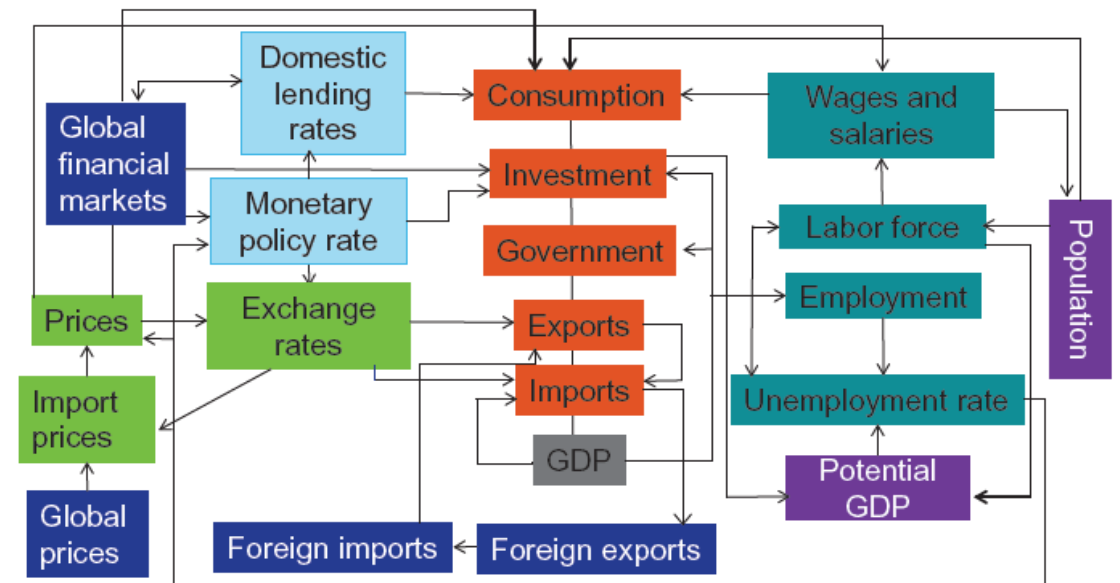 Domestic
lending
rates
Consumption
Wages and
salaries
Global
financial
markets
Investment
Monetary
policy rate
Labor force
Population
Government
Employment
Prices
Exchange
rates
Exports
Import
prices
Imports
Unemployment rate
GDP
Potential
GDP
Global
prices
Foreign imports
Foreign exports